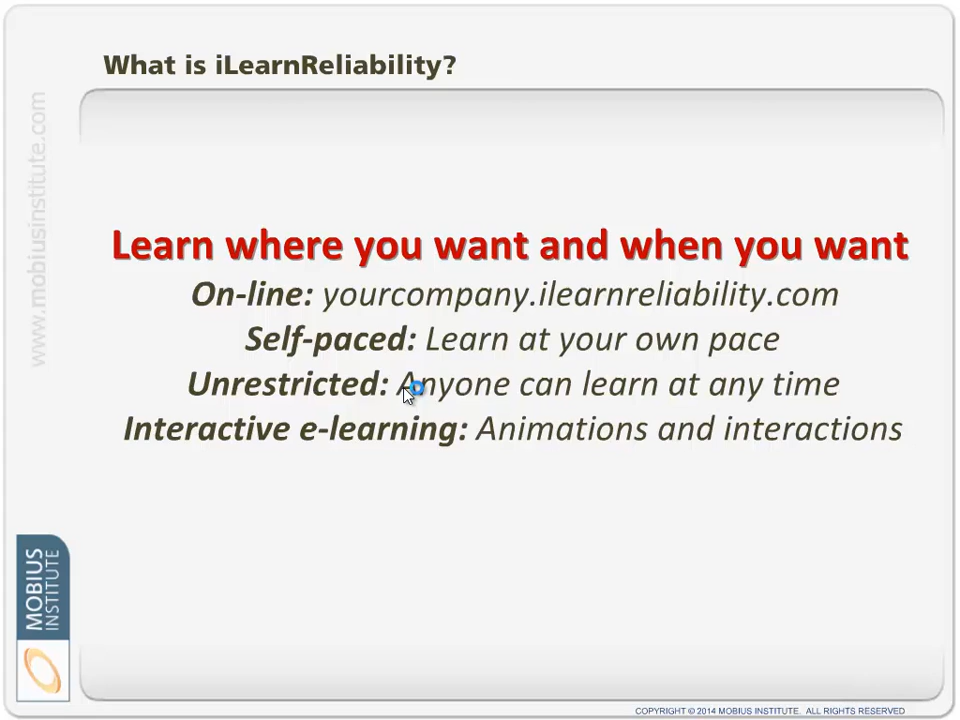 What is iLearnReliability?
www.mobiusinstitute.com
Learn where you want and when you want
On-line: yourcompany.ilearnreliability.com
Self-paced: Learn at your own pace
Unrestricted: Anyone can learn at any time
Interactive e-learning: Animations and interactions
MOBIUS
INSTITUTE
COPYRIGHT © 2014 MOBIUS INSTITUTE. ALL RIGHTS RESERVED